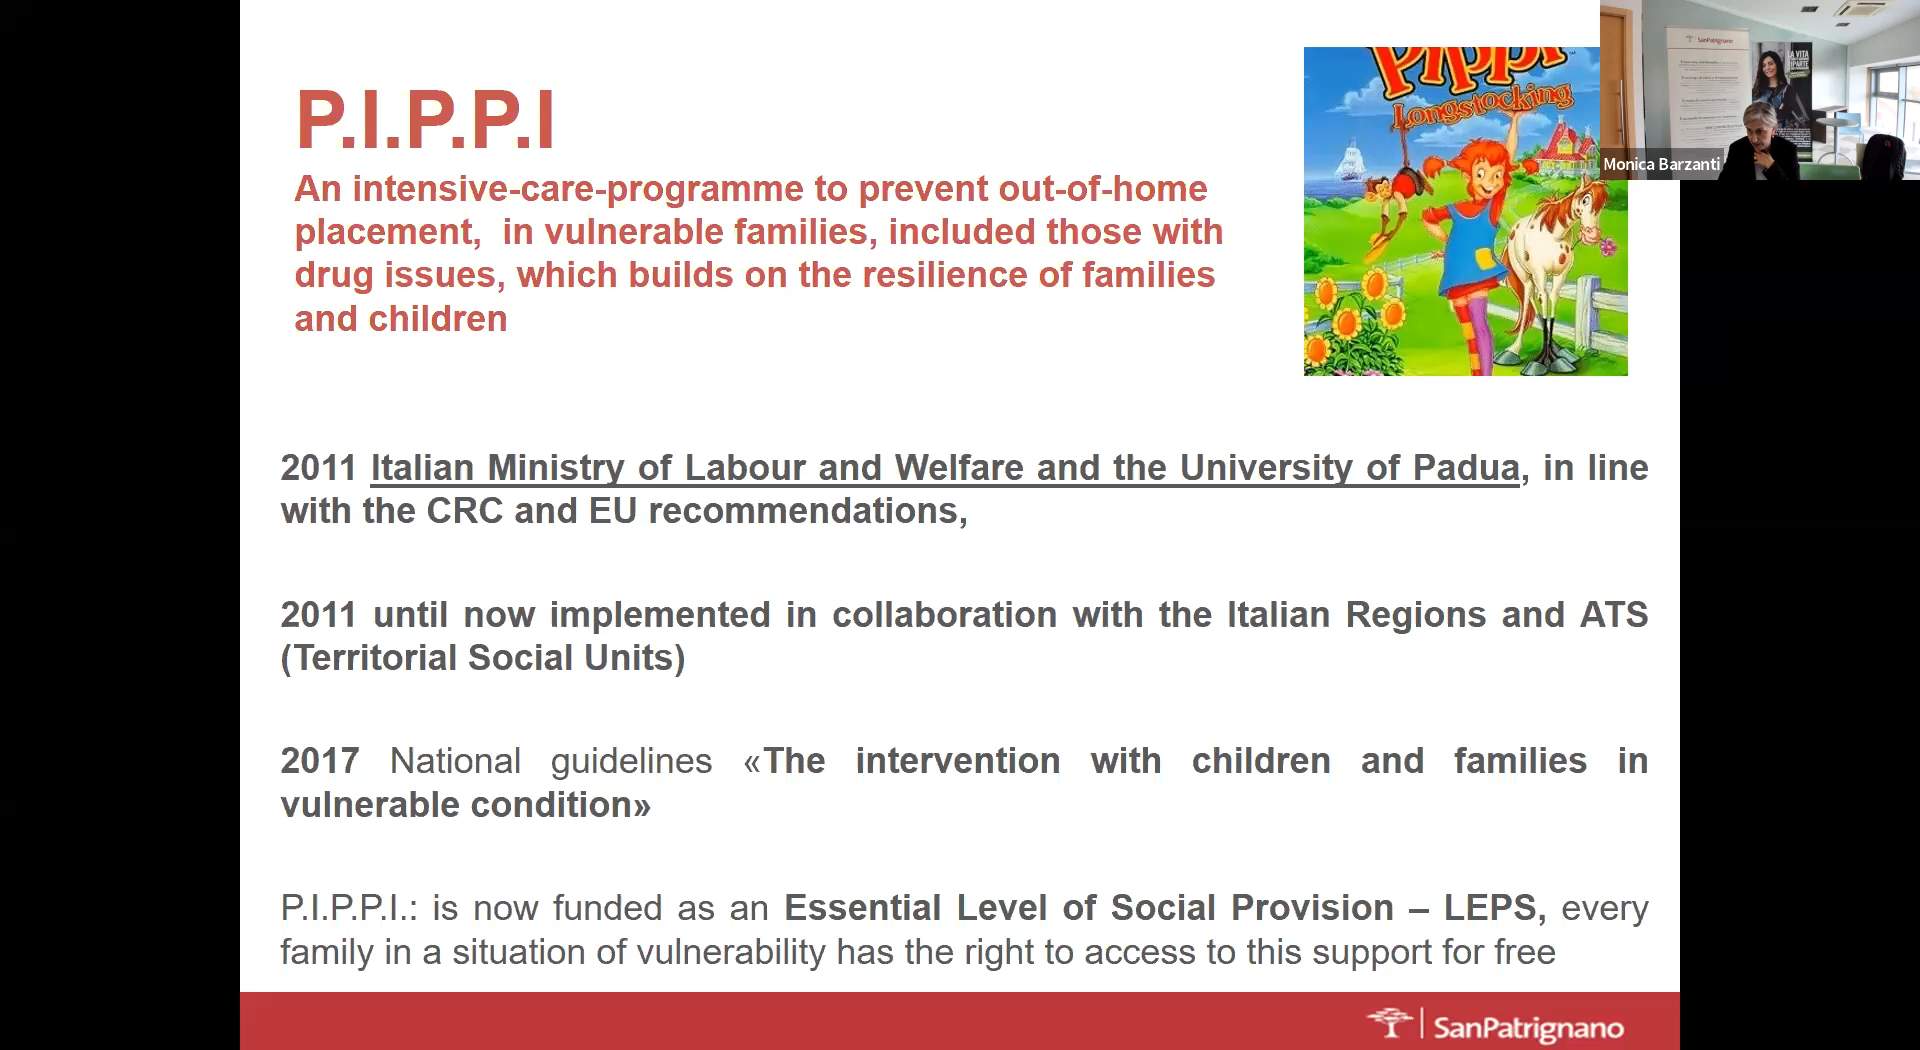 P.I.P.P.I
An intensive-care-programme to prevent out-of-home
placement, in vulnerable families, included those with
drug issues, which builds on the resilience of families
and children
Pippi
Longstocking
SanPatrignano
LA VITA
PARTE
Monica Barzanti
2011 Italian Ministry of Labour and Welfare and the University of Padua, in line
with the CRC and EU recommendations,
2011 until now implemented in collaboration with the Italian Regions and ATS
(Territorial Social Units)
2017 National guidelines «The intervention with children and families in
vulnerable condition»
P.I.P.P.I.: is now funded as an Essential Level of Social Provision – LEPS, every
family in a situation of vulnerability has the right to access to this support for free
SanPatrignano